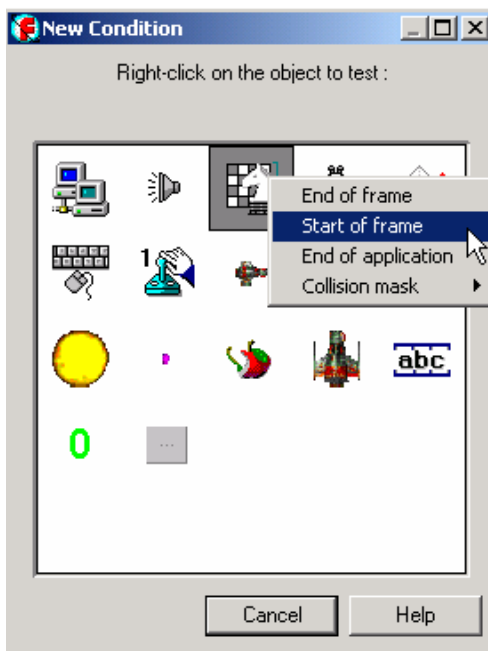 New Condition
Right-click on the object to test :
End of frame
Start of frame
End of application
Collision mask
1
abc
0
...
Cancel
Help